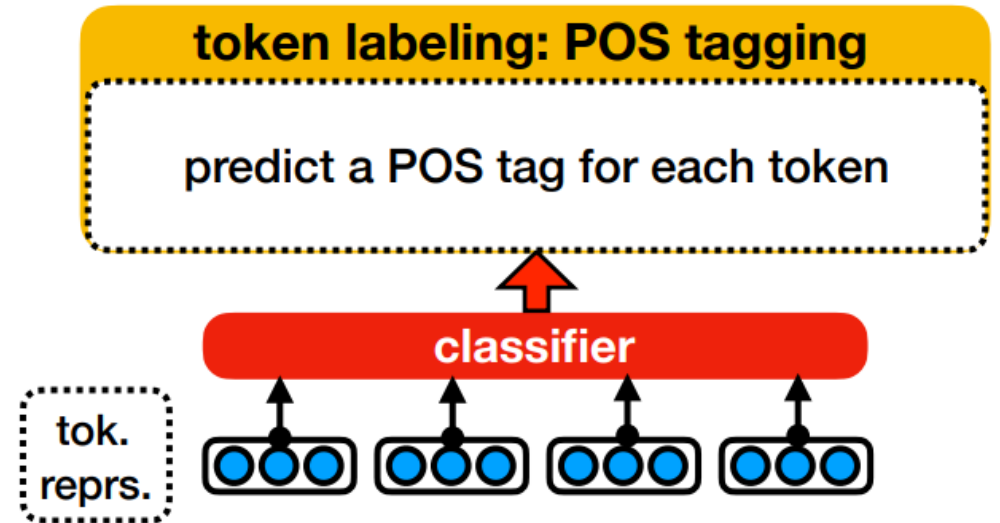 token labeling: POS tagging
predict a POS tag for each token
classifier
tok.
reprs.